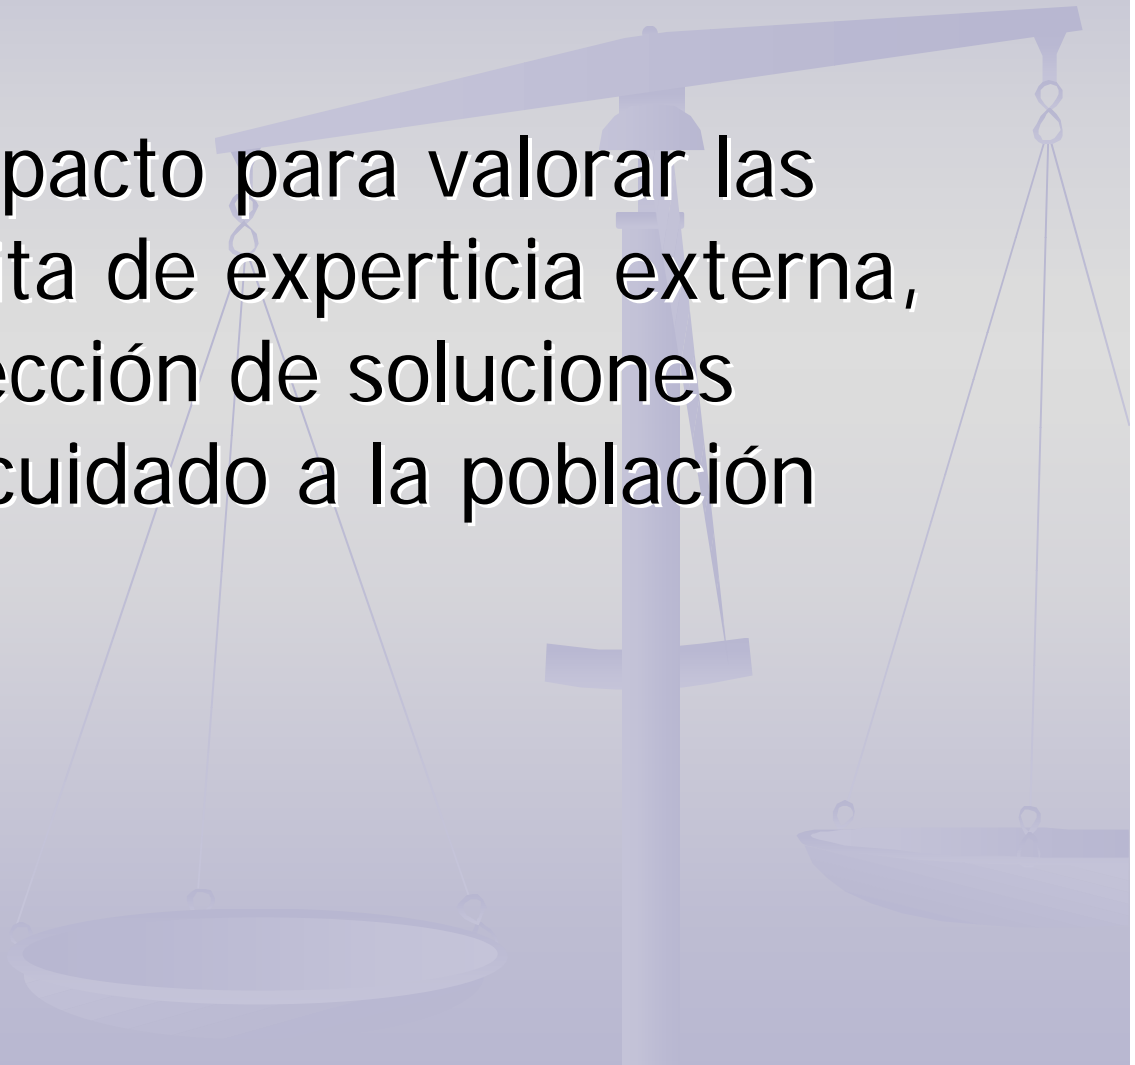 pacto para valorar las
ita de experticia externa,
ección de soluciones
cuidado a la población